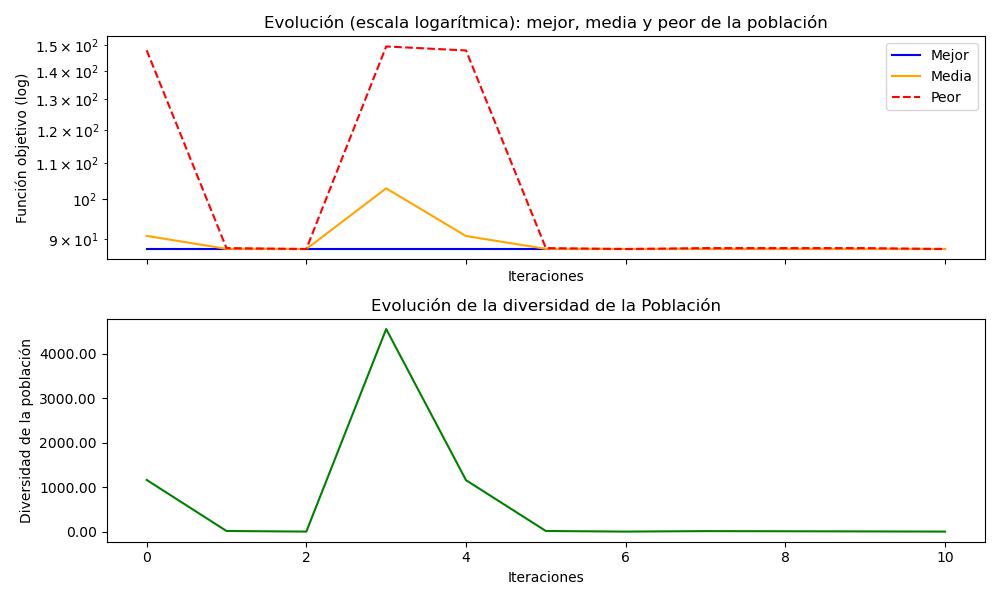 Evolución (escala logarítmica): mejor, media y peor de la población
Función objetivo (log)
1.5 × 10²
1.4 × 10²
1.3 × 10²
1.2 × 10²
1.1 × 10²
10²
9 × 10¹
Mejor
Media
Peor
Iteraciones
Evolución de la diversidad de la Población
Diversidad de la población
4000.00
3000.00
2000.00
1000.00
0.00
0 2 4 6 8 10
Iteraciones